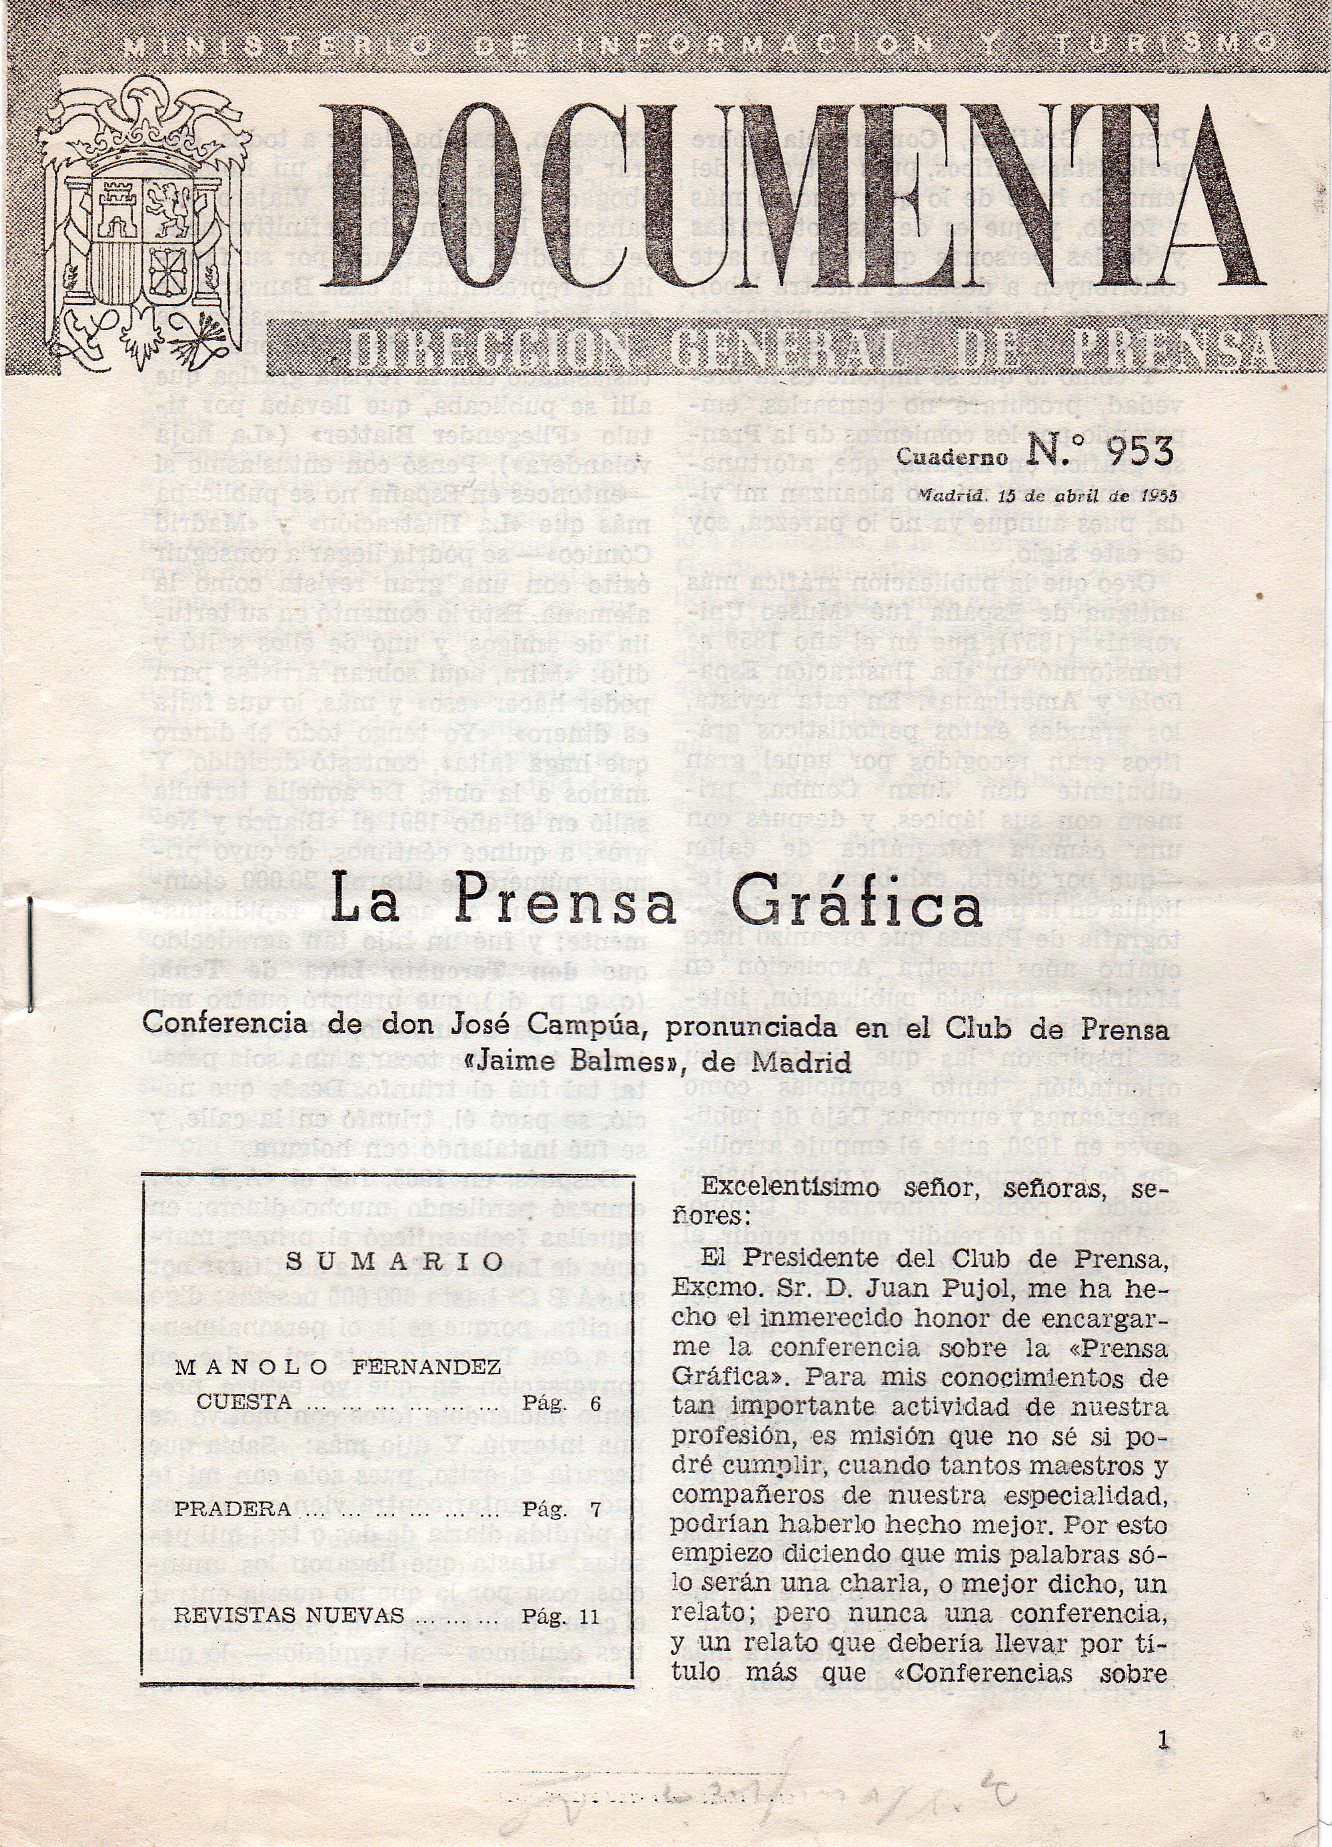 MINISTERIO DE INFORMACION Y TURISMO
DOCUMENTA
DIRECCION GENERAL DE PRENSA
Cuaderno N.º 953
Madrid, 15 de abril de 1955
La Prensa Gráfica
Conferencia de don José Campúa, pronunciada en el Club de Prensa
«Jaime Balmes», de Madrid
SUMARIO
MANOLO FERNANDEZ
CUESTA ... ... ... ... ... ... Pág. 6
PRADERA ... ... ... ... ... ... Pág. 7
REVISTAS NUEVAS ... ... ... Pág. 11
Excelentísimo señor, señoras, se-
ñores:
El Presidente del Club de Prensa,
Excmo. Sr. D. Juan Pujol, me ha he-
cho el inmerecido honor de encargar-
me la conferencia sobre la «Prensa
Gráfica». Para mis conocimientos de
tan importante actividad de nuestra
profesión, es misión que no sé si po-
dré cumplir, cuando tantos maestros y
compañeros de nuestra especialidad,
podrían haberlo hecho mejor. Por esto
empiezo diciendo que mis palabras só-
lo serán una charla, o mejor dicho, un
relato; pero nunca una conferencia,
y un relato que debería llevar por tí-
tulo más que «Conferencias sobre
1